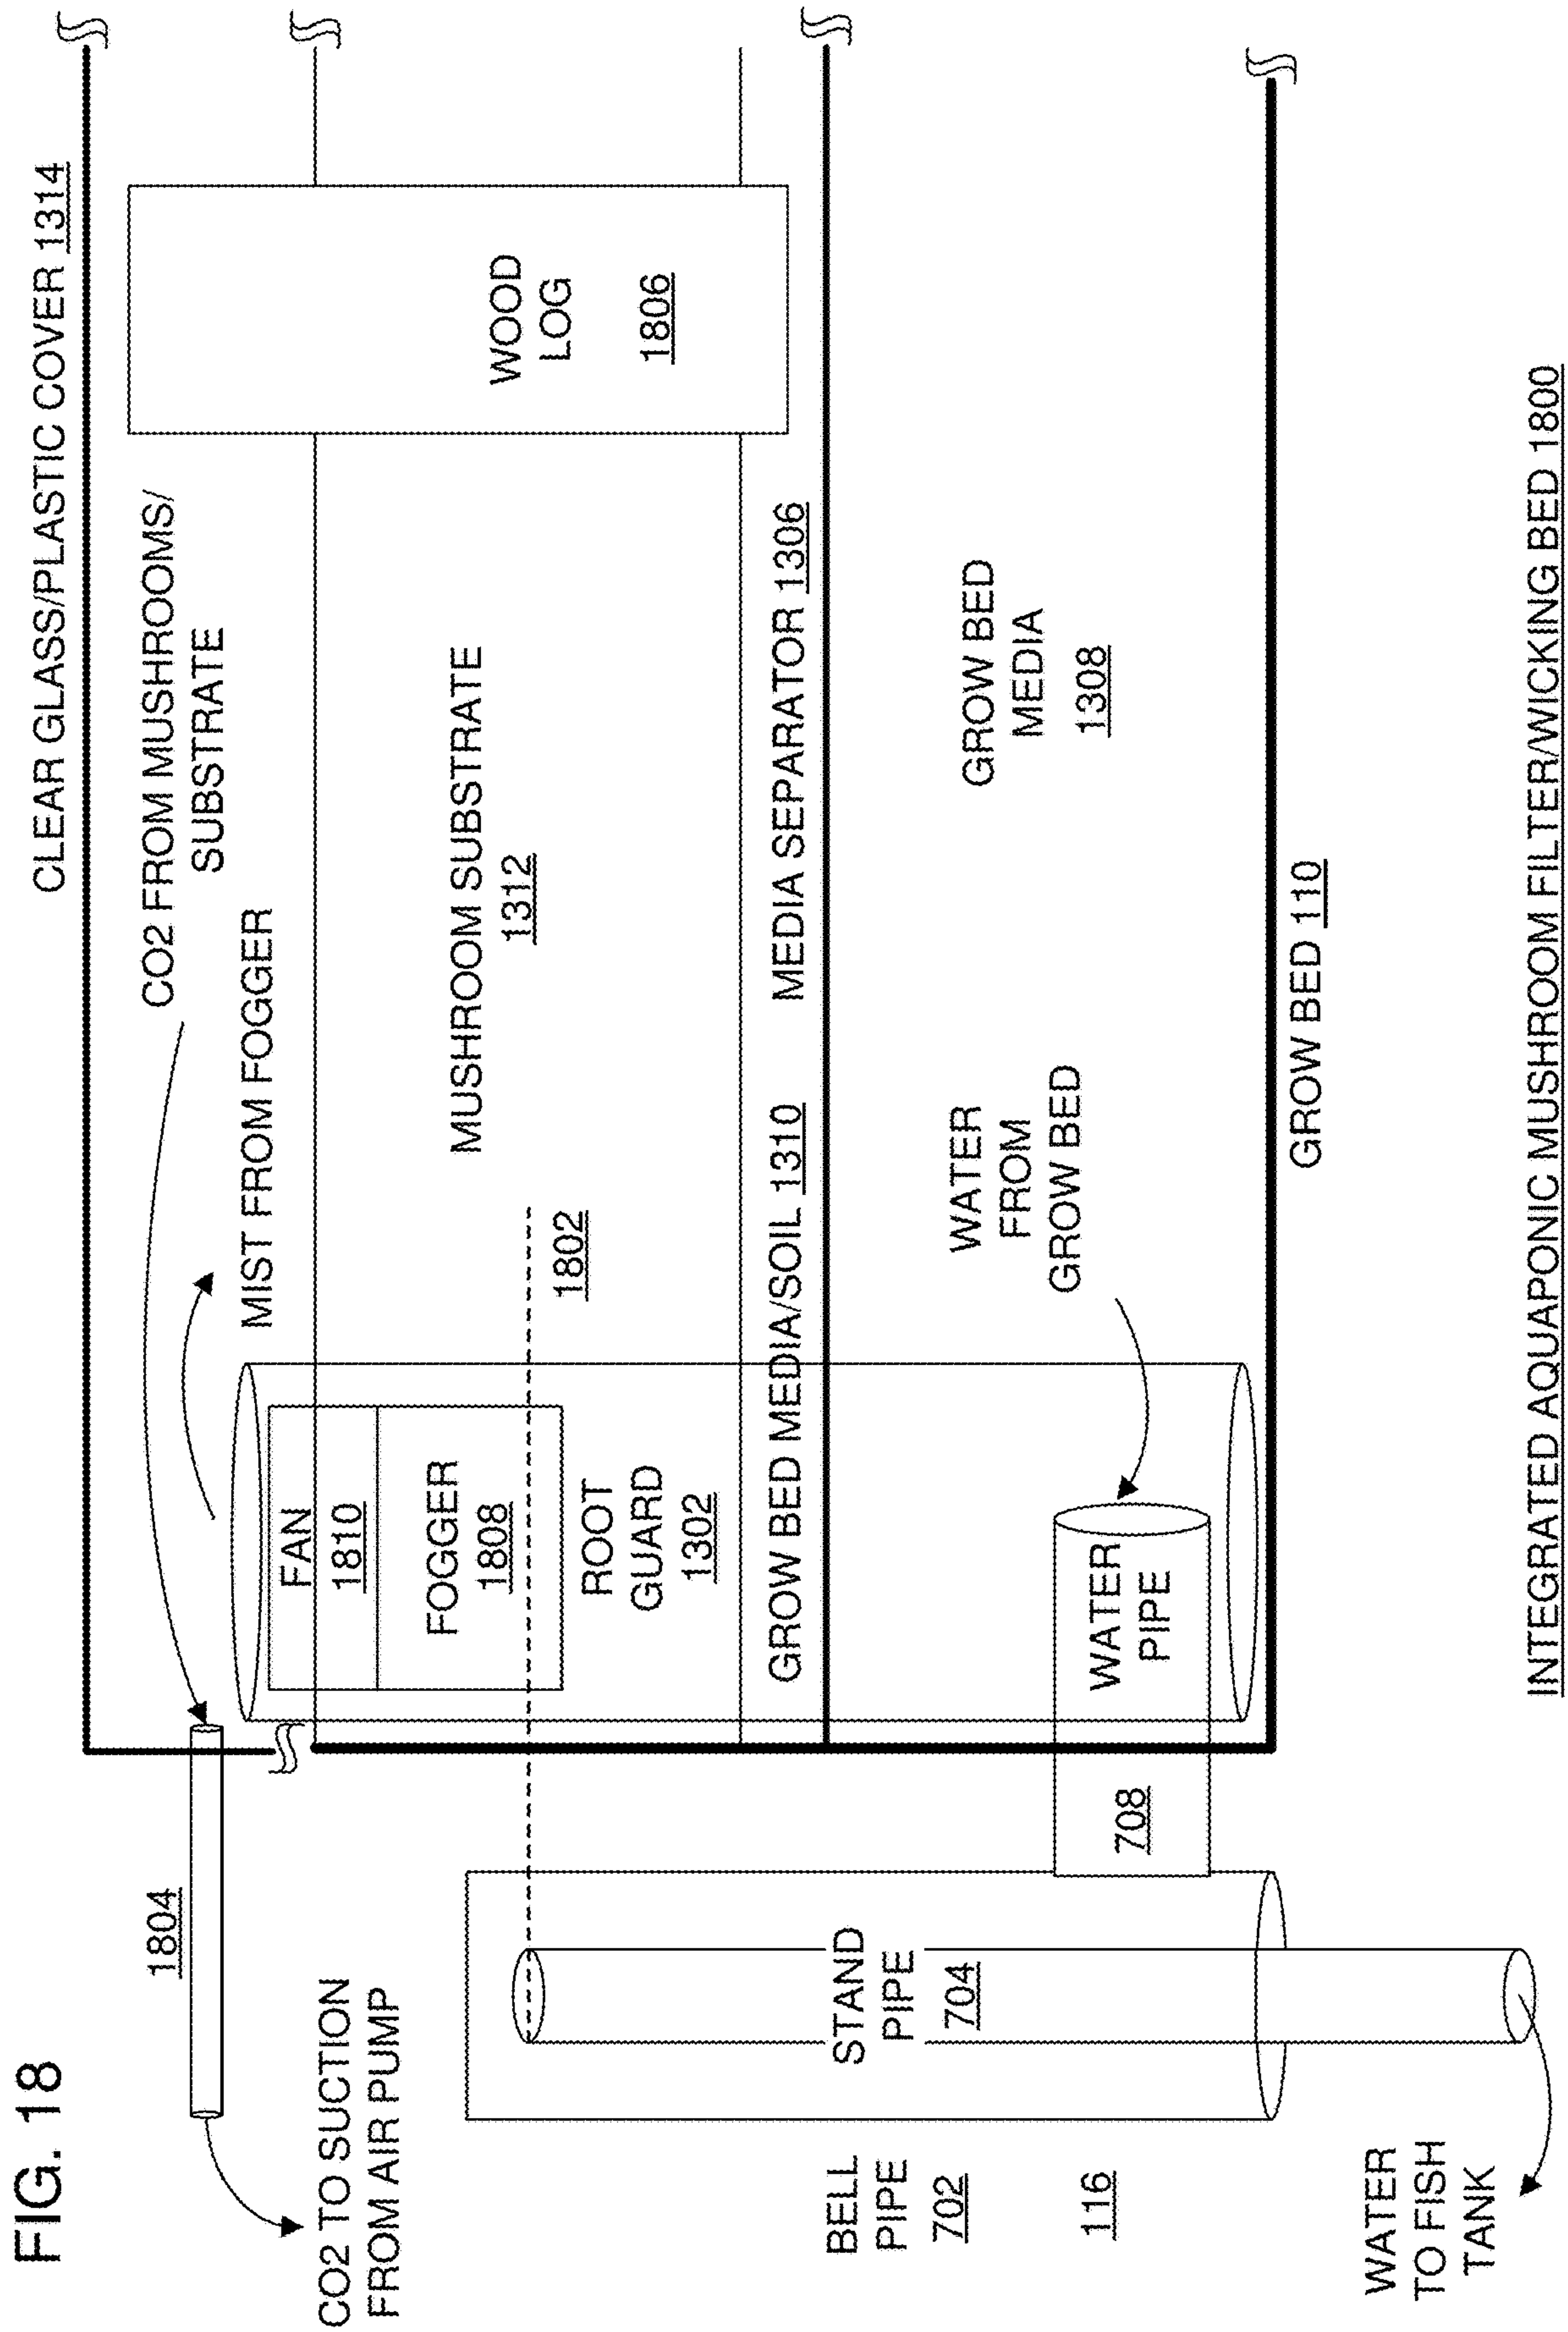 FIG. 18
CLEAR GLASS/PLASTIC COVER 1314
1804
CO2 FROM MUSHROOMS/
SUBSTRATE
MIST FROM FOGGER
CO2 TO SUCTION
FROM AIR PUMP
FAN
1810
FOGGER
1808
1802
MUSHROOM SUBSTRATE
1312
WOOD
LOG
1806
ROOT
GUARD
1302
GROW BED MEDIA/SOIL 1310
MEDIA SEPARATOR 1306
BELL
PIPE
702
116
STAND
PIPE
704
708
WATER
PIPE
WATER
FROM
GROW BED
GROW BED
MEDIA
1308
GROW BED 110
WATER
TO FISH
TANK
INTEGRATED AQUAPONIC MUSHROOM FILTER/WICKING BED 1800